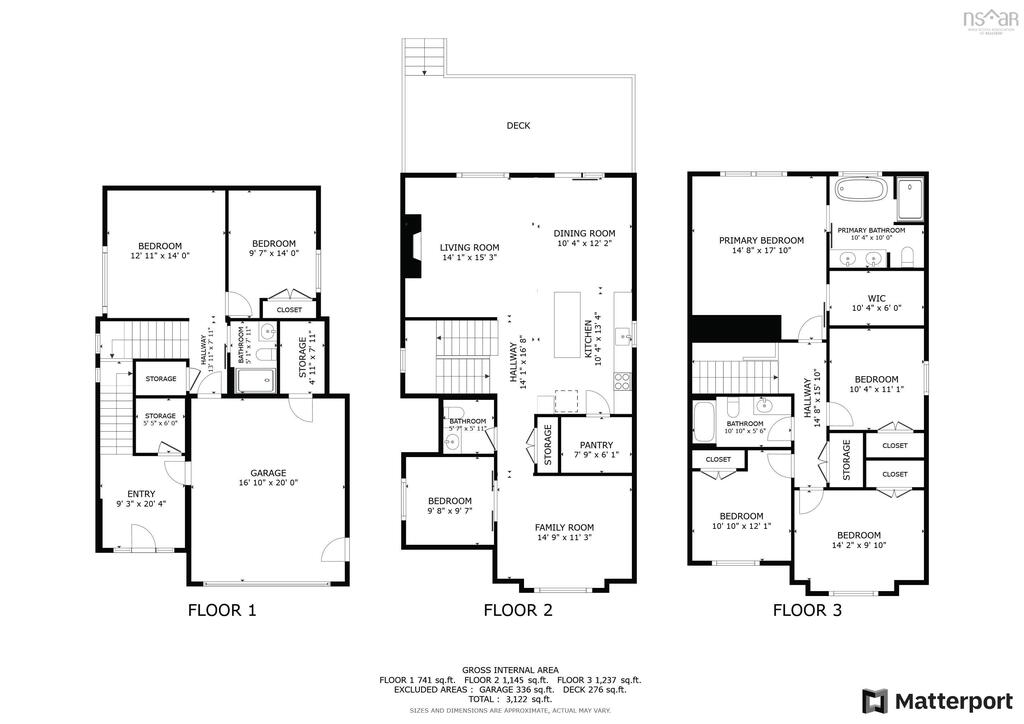 nsaar
DECK
BEDROOM
12' 11" × 14' 0"
BEDROOM
9' 7" × 14' 0"
CLOSET
HALLWAY
13' 11" × 7' 11"
BATHROOM
5' 1" × 7' 11"
STORAGE
4' 11" × 7' 11"
STORAGE
STORAGE
5' 5" × 6' 0"
ENTRY
9' 3" × 20' 4"
GARAGE
16' 10" × 20' 0"
FLOOR 1
LIVING ROOM
14' 1" × 15' 3"
DINING ROOM
10' 4" × 12' 2"
KITCHEN
10' 4" × 13' 4"
HALLWAY
14' 1" × 16' 8"
BATHROOM
5' 7" × 5' 11"
STORAGE
PANTRY
7' 9" × 6' 1"
BEDROOM
9' 8" × 9' 7"
FAMILY ROOM
14' 9" × 11' 3"
FLOOR 2
PRIMARY BEDROOM
14' 8" × 17' 10"
PRIMARY BATHROOM
10' 4" × 10' 0"
WIC
10' 4" × 6' 0"
BEDROOM
10' 4" × 11' 1"
HALLWAY
14' 8" × 15' 10"
BATHROOM
10' 10" × 5' 6"
CLOSET
STORAGE
CLOSET
CLOSET
BEDROOM
10' 10" × 12' 1"
BEDROOM
14' 2" × 9' 10"
FLOOR 3
GROSS INTERNAL AREA
FLOOR 1 741 sq.ft. FLOOR 2 1,145 sq.ft. FLOOR 3 1,237 sq.ft.
EXCLUDED AREAS : GARAGE 336 sq.ft. DECK 276 sq.ft.
TOTAL : 3,122 sq.ft.
SIZES AND DIMENSIONS ARE APPROXIMATE, ACTUAL MAY VARY.
Matterport